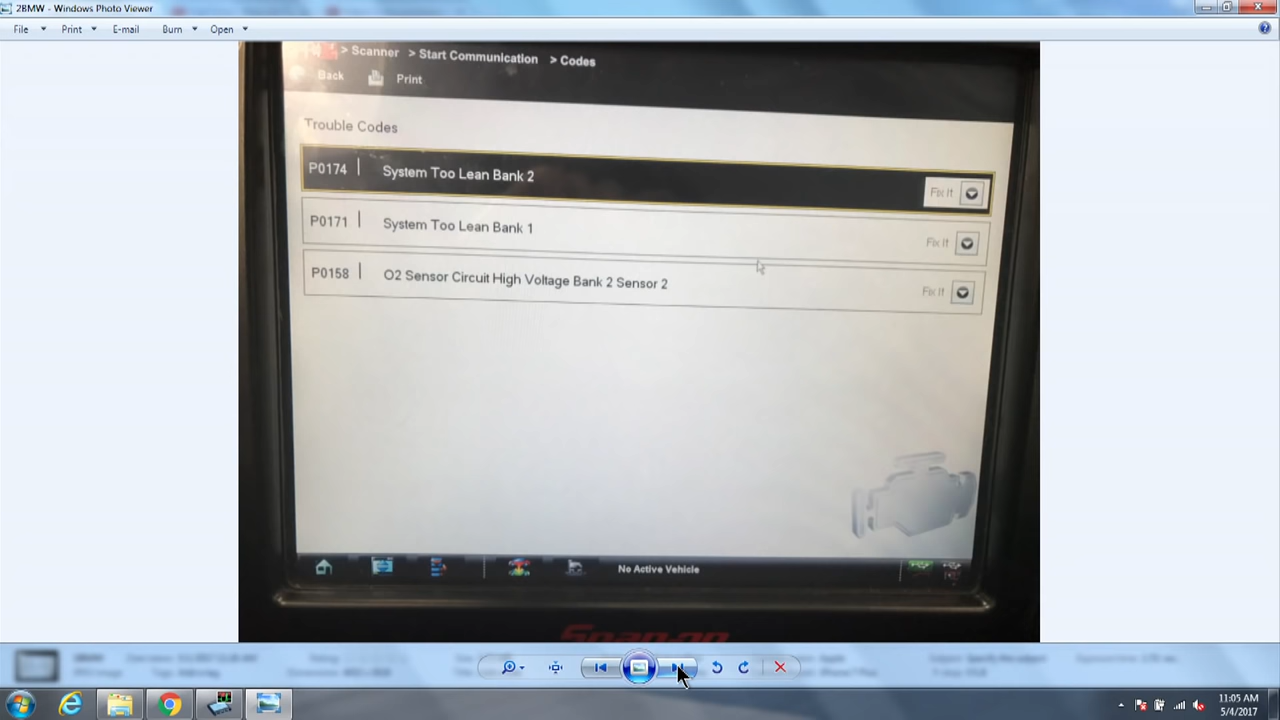 2BMW - Windows Photo Viewer
File Print E-mail Burn Open
> Scanner > Start Communication > Codes
Back Print
Trouble Codes
P0174 System Too Lean Bank 2 Fix It
P0171 System Too Lean Bank 1 Fix It
P0158 O2 Sensor Circuit High Voltage Bank 2 Sensor 2 Fix It
No Active Vehicle
Snap-on
11:05 AM
5/4/2017